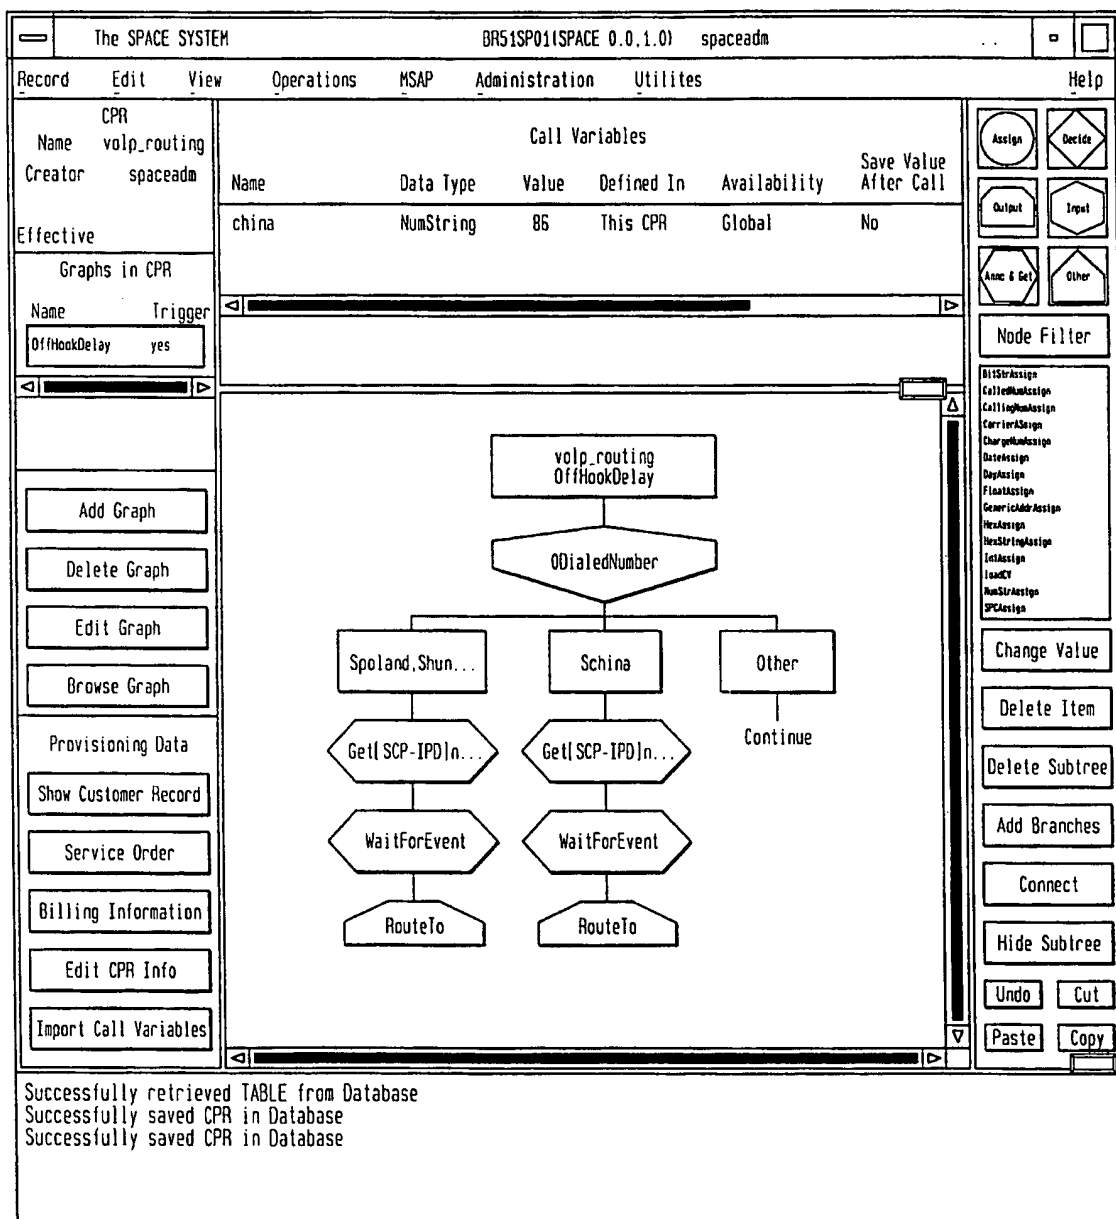 The SPACE SYSTEM BR51SP01(SPACE 0.0,1.0) spaceadm
Record Edit View Operations MSAP Administration Utilites Help
CPR
Name volp_routing
Creator spaceadm
Effective
Graphs in CPR
Name Trigger
OffHookDelay yes
Add Graph
Delete Graph
Edit Graph
Browse Graph
Provisioning Data
Show Customer Record
Service Order
Billing Information
Edit CPR Info
Import Call Variables
Call Variables
Name Data Type Value Defined In Availability Save Value
After Call
china NumString 86 This CPR Global No
volp_routing
OffHookDelay
ODialedNumber
Spoland,Shun... Schina Other
Get[SCP-IPD]n... Get[SCP-IPD]n... Continue
WaitForEvent WaitForEvent
RouteTo RouteTo
Assign Decide
Output Input
Annc & Get Other
Node Filter
BitStrAssign
CalledNumAssign
CallingNumAssign
CarrierASsign
ChargeNumAssign
DateAssign
DayAssign
FloatAssign
GenericAddrAssign
HexAssign
HexStringAssign
IntAssign
loadCV
NumStrAssign
SPCAssign
Change Value
Delete Item
Delete Subtree
Add Branches
Connect
Hide Subtree
Undo Cut
Paste Copy
Successfully retrieved TABLE from Database
Successfully saved CPR in Database
Successfully saved CPR in Database